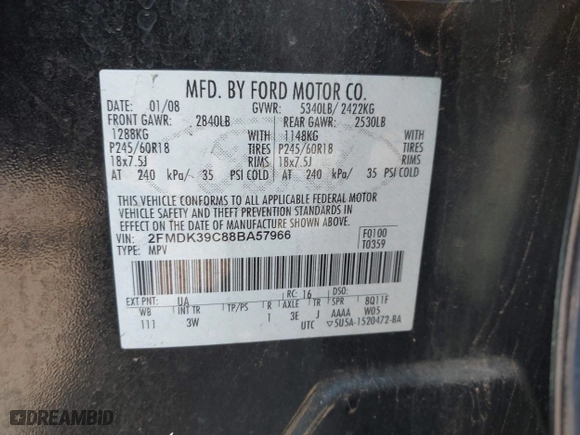 MFD. BY FORD MOTOR CO.
DATE: 01/08 GVWR: 5340LB/ 2422KG
FRONT GAWR: 2840LB REAR GAWR: 2530LB
1288KG WITH 1148KG WITH
P245/60R18 TIRES P245/60R18 TIRES
18x7.5J RIMS 18x7.5J RIMS
AT 240 kPa/ 35 PSI COLD AT 240 kPa/ 35 PSI COLD
THIS VEHICLE CONFORMS TO ALL APPLICABLE FEDERAL MOTOR
VEHICLE SAFETY AND THEFT PREVENTION STANDARDS IN
EFFECT ON THE DATE OF MANUFACTURE SHOWN ABOVE.
VIN: 2FMDK39C88BA57966 F0100
TYPE: MPV T0359
EXT PNT: UA RC: 16 DSO:
WB INT TR TP/PS R AXLE TR SPR 8Q11F
111 3W 1 3E J AAAA W05
UTC ▽5U5A-1520472-BA
DREAMBID